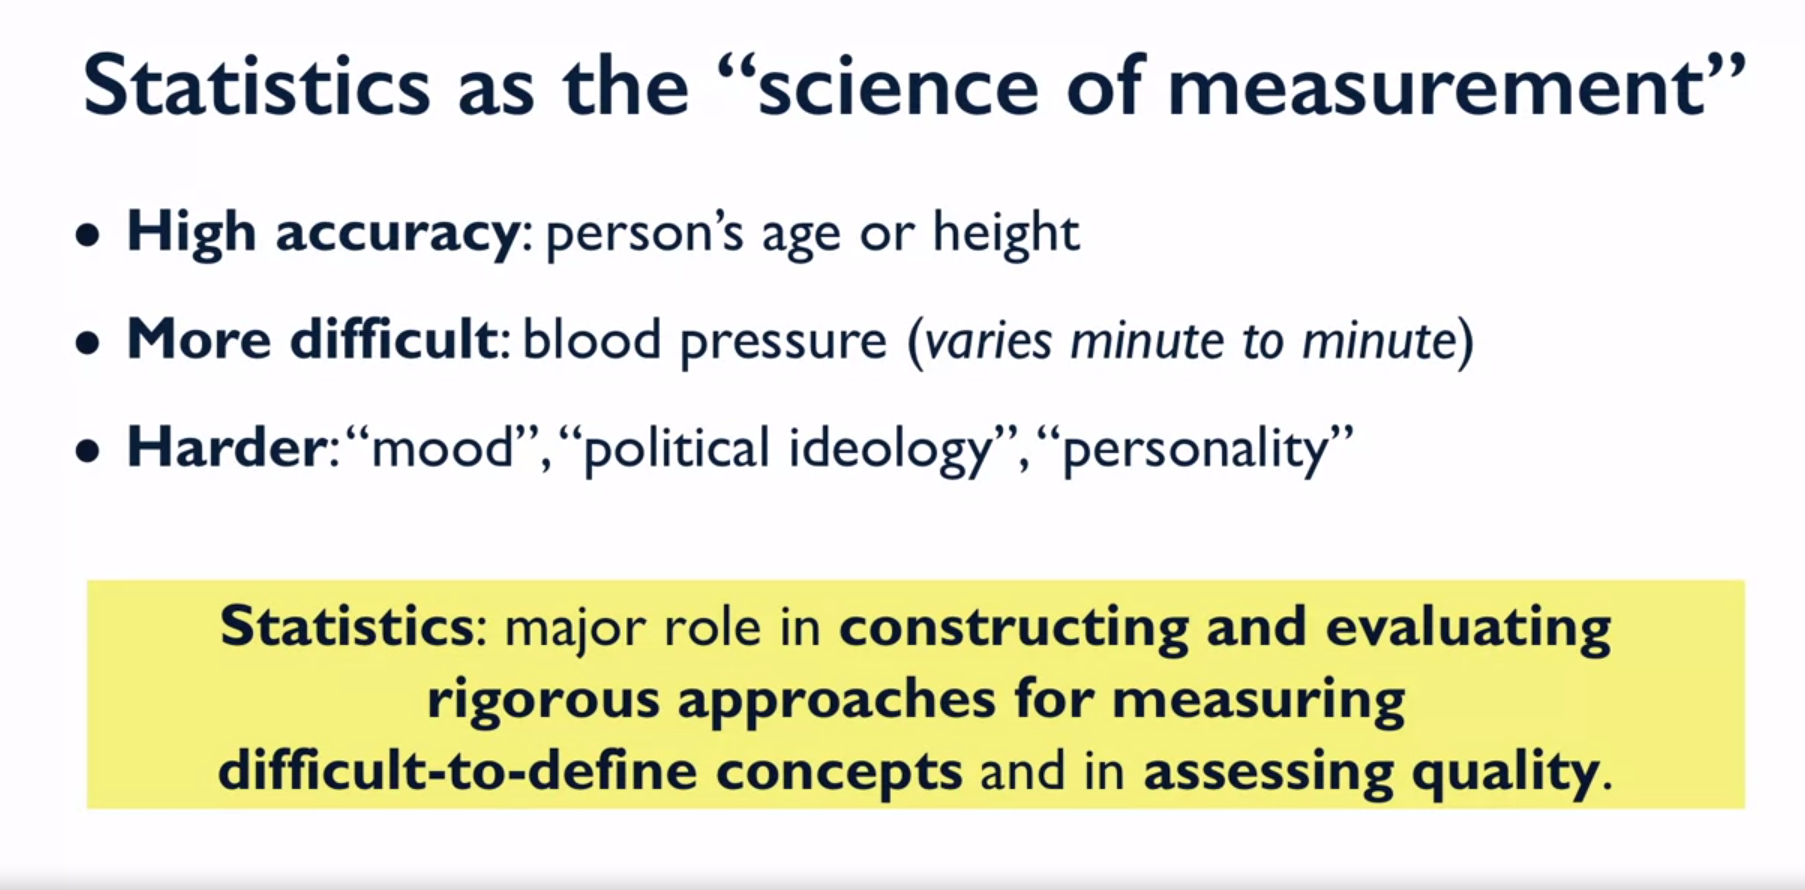 Statistics as the “science of measurement”
• High accuracy: person’s age or height
• More difficult: blood pressure (varies minute to minute)
• Harder: “mood”, “political ideology”, “personality”
Statistics: major role in constructing and evaluating
rigorous approaches for measuring
difficult-to-define concepts and in assessing quality.